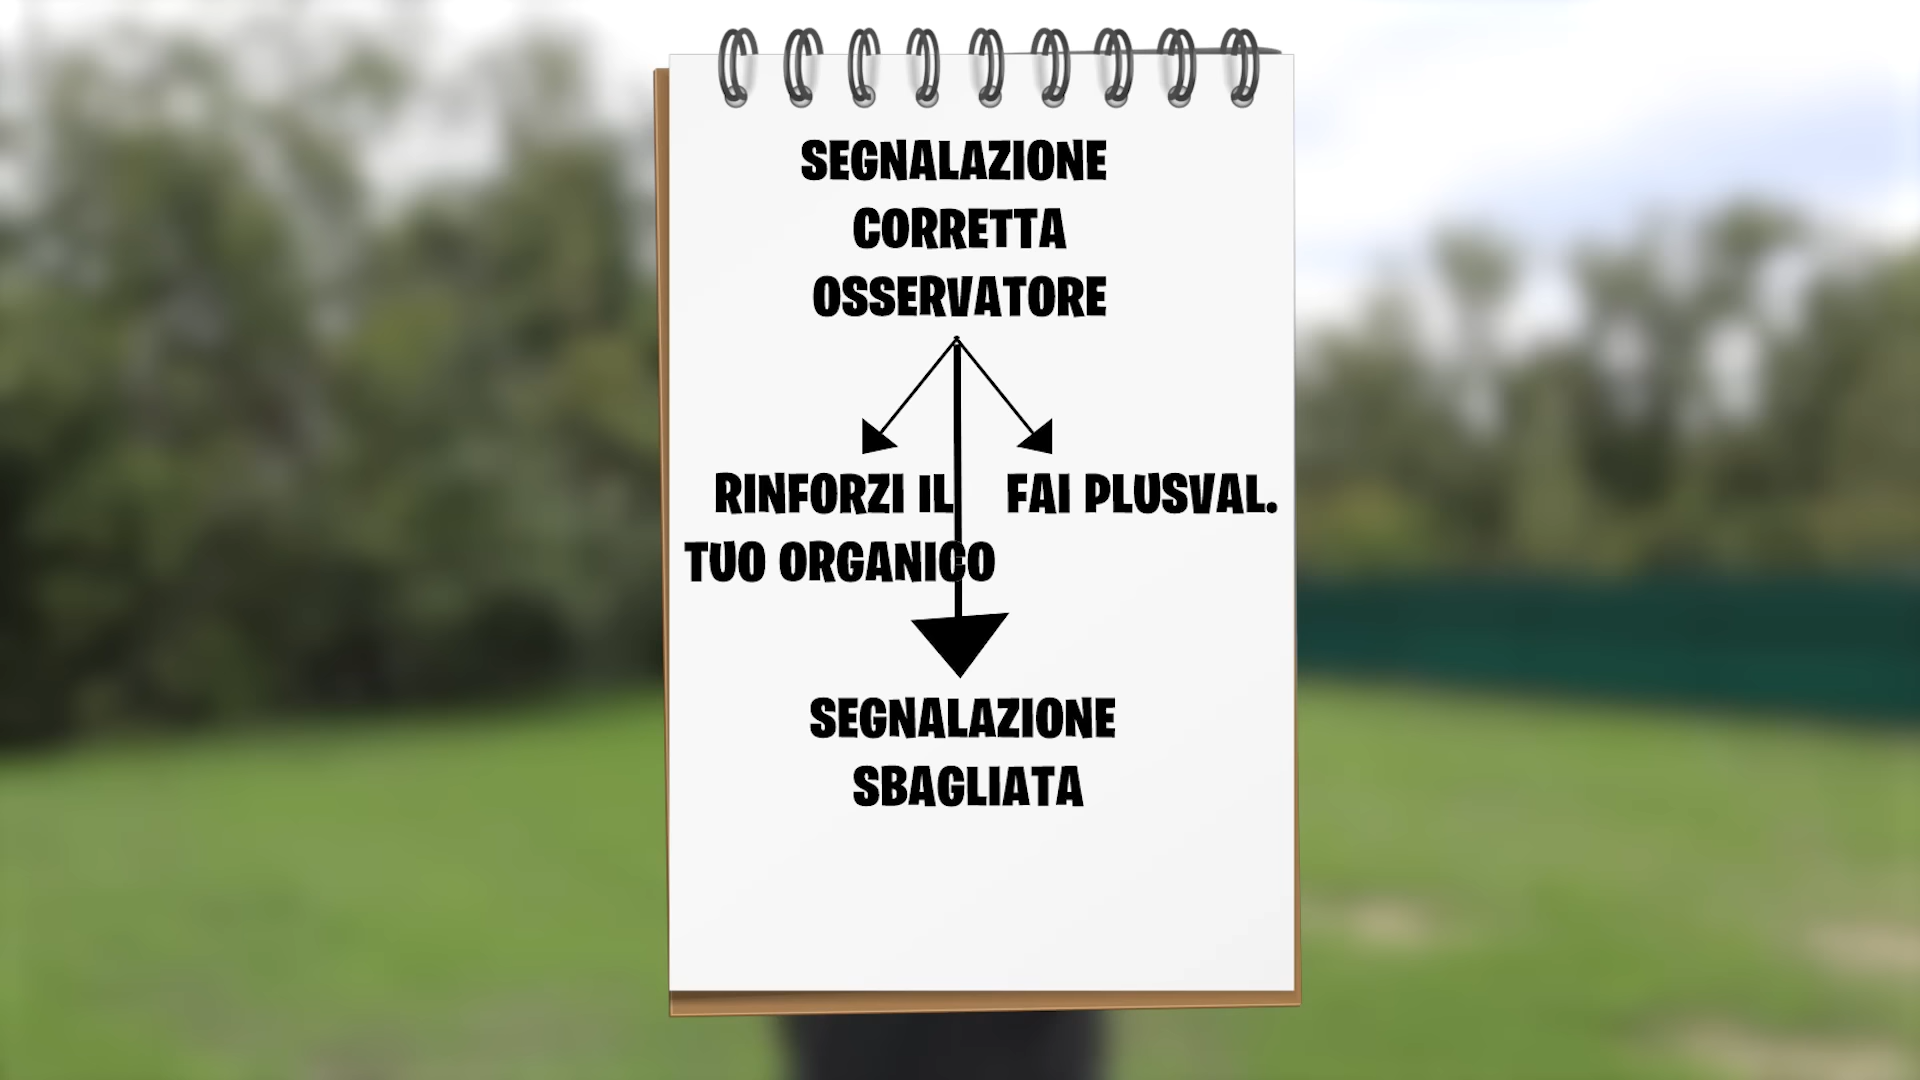 SEGNALAZIONE
CORRETTA
OSSERVATORE
RINFORZI IL
TUO ORGANICO
FAI PLUSVAL.
SEGNALAZIONE
SBAGLIATA